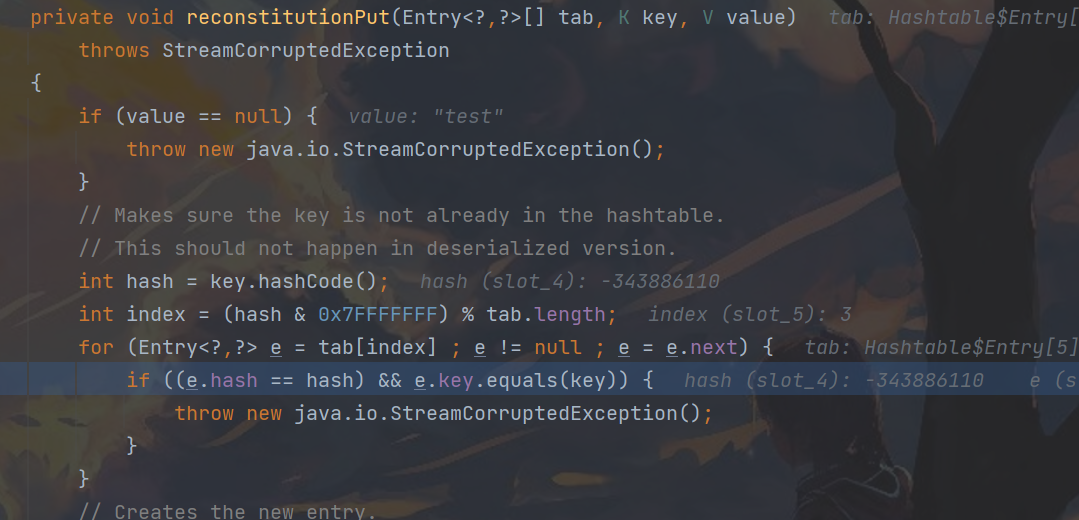 private void reconstitutionPut(Entry<?,?>[] tab, K key, V value)   tab: Hashtable$Entry[
    throws StreamCorruptedException
{
    if (value == null) {   value: "test"
        throw new java.io.StreamCorruptedException();
    }
    // Makes sure the key is not already in the hashtable.
    // This should not happen in deserialized version.
    int hash = key.hashCode();   hash (slot_4): -343886110
    int index = (hash & 0x7FFFFFFF) % tab.length;   index (slot_5): 3
    for (Entry<?,?> e = tab[index] ; e != null ; e = e.next) {   tab: Hashtable$Entry[5]
        if ((e.hash == hash) && e.key.equals(key)) {   hash (slot_4): -343886110    e (s
            throw new java.io.StreamCorruptedException();
        }
    }
    // Creates the new entry.